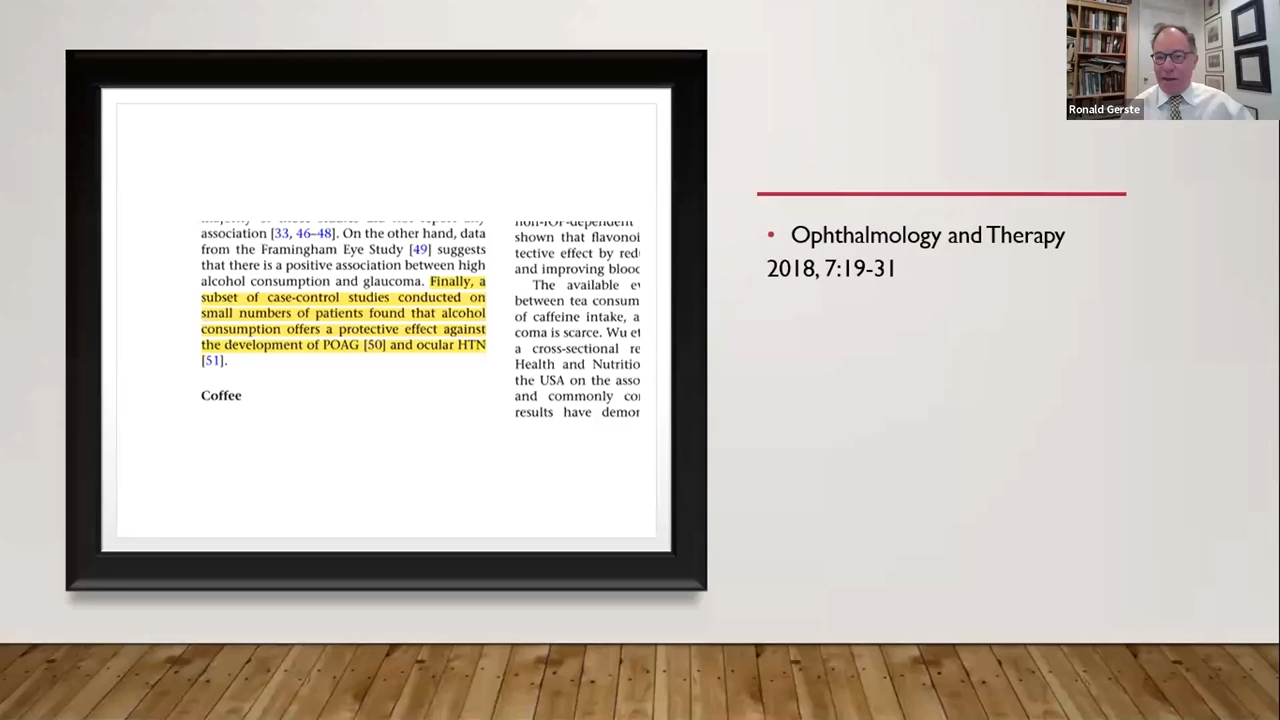 association [33, 46–48]. On the other hand, data
from the Framingham Eye Study [49] suggests
that there is a positive association between high
alcohol consumption and glaucoma. Finally, a
subset of case-control studies conducted on
small numbers of patients found that alcohol
consumption offers a protective effect against
the development of POAG [50] and ocular HTN
[51].
Coffee
non-IOP-dependent
shown that flavonoi
tective effect by red
and improving blood
The available ev
between tea consum
of caffeine intake, a
coma is scarce. Wu et
a cross-sectional re
Health and Nutritio
the USA on the asso
and commonly co
results have demor
• Ophthalmology and Therapy
2018, 7:19-31
Ronald Gerste